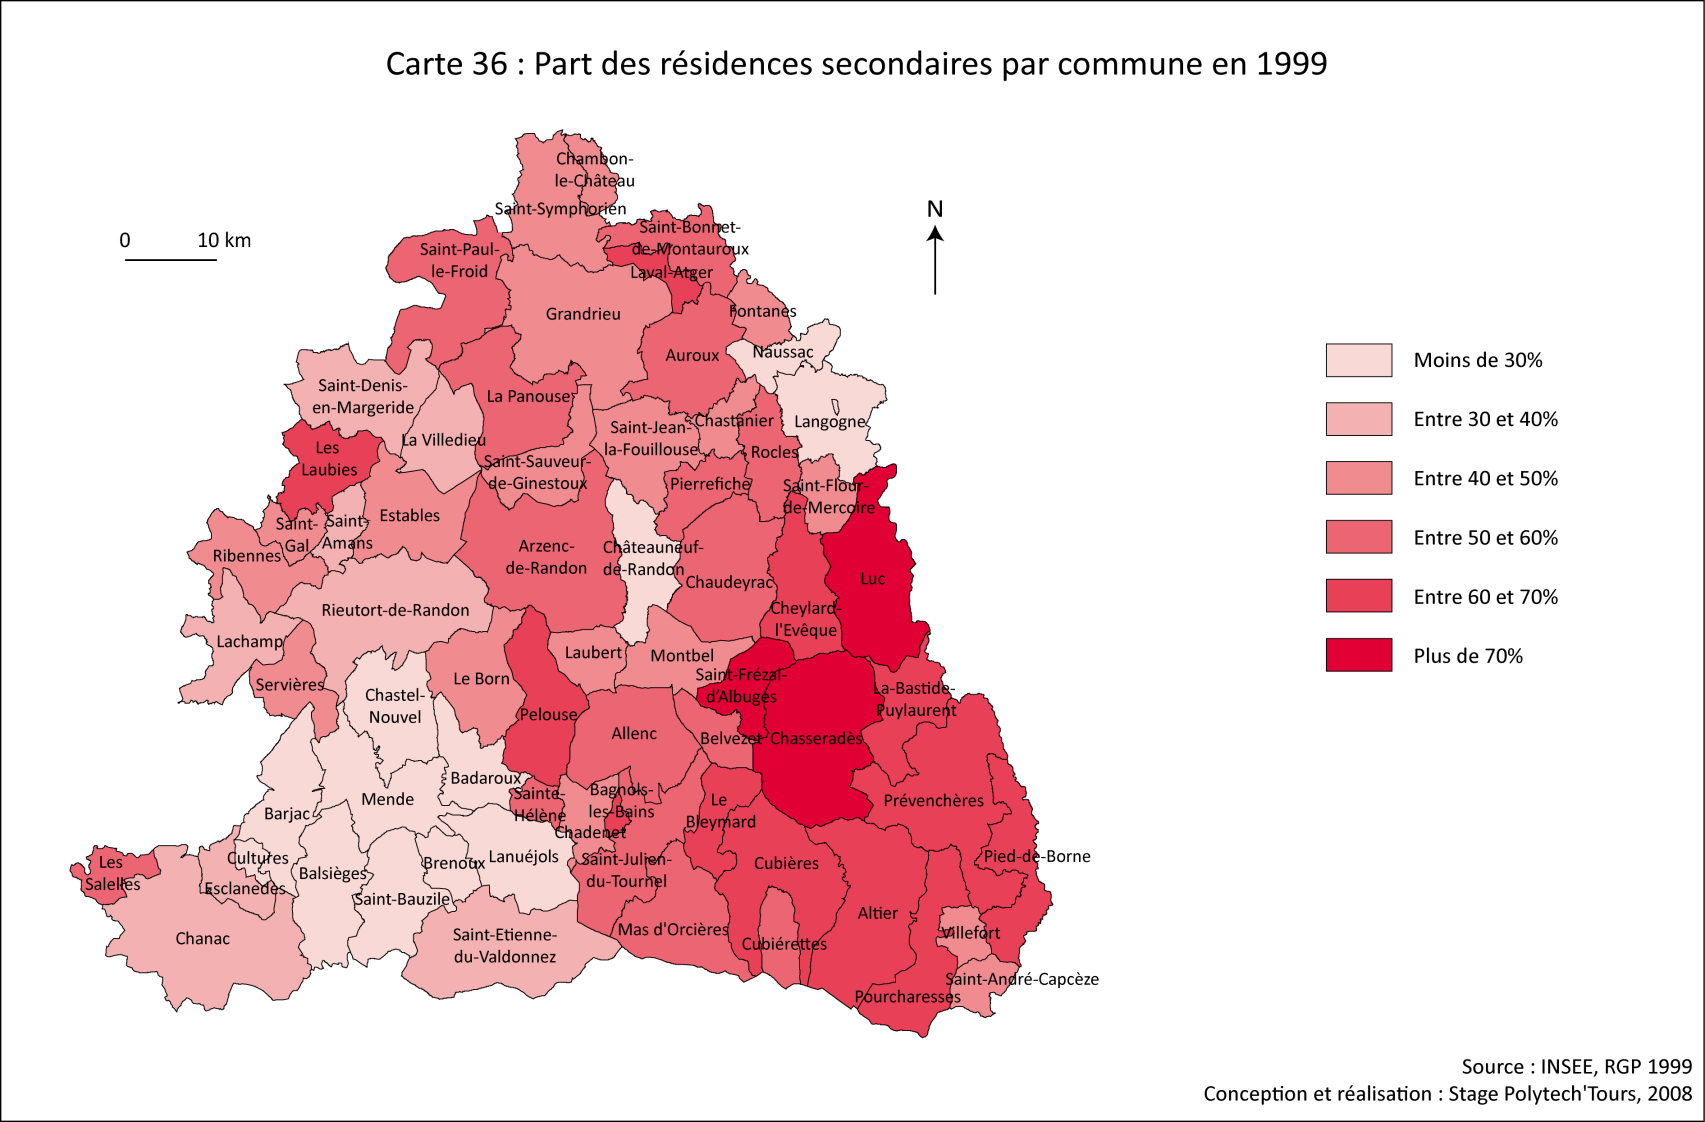 Carte 36 : Part des résidences secondaires par commune en 1999
Chambon-
le-Château
Saint-Symphorien
N
0 10 km
Saint-Paul-
le-Froid
Saint-Bonnet-
de-Montauroux
Laval-Atger
Grandrieu
Fontanes
Auroux
Naussac
Saint-Denis-
en-Margeride
La Panouse
Langogne
La Villedieu
Saint-Jean-
la-Fouillouse
Chastanier
Rocles
Les
Laubies
Saint-Sauveur-
de-Ginestoux
Pierrefiche
Saint-Flour-
de-Mercoire
Saint-
Gal
Saint-
Amans
Estables
Ribennes
Arzenc-
de-Randon
Châteauneuf-
de-Randon
Chaudeyrac
Luc
Rieutort-de-Randon
Cheylard-
l'Evêque
Lachamp
Laubert
Montbel
Servières
Le Born
Saint-Frézal-
d'Albuges
La-Bastide-
Puylaurent
Chastel-
Nouvel
Pelouse
Allenc
Belvezet
Chasseradès
Badaroux
Mende
Sainte-
Hélène
Bagnols-
les-Bains
Chadenet
Le
Bleymard
Prévenchères
Barjac
Les
Salelles
Cultures
Esclanedes
Balsièges
Brenoux
Lanuéjols
Saint-Julien-
du-Tournel
Cubières
Pied-de-Borne
Saint-Bauzile
Altier
Chanac
Saint-Etienne-
du-Valdonnez
Mas d'Orcières
Cubiérettes
Villefort
Saint-André-Capcèze
Pourcharesses
Moins de 30%
Entre 30 et 40%
Entre 40 et 50%
Entre 50 et 60%
Entre 60 et 70%
Plus de 70%
Source : INSEE, RGP 1999
Conception et réalisation : Stage Polytech'Tours, 2008